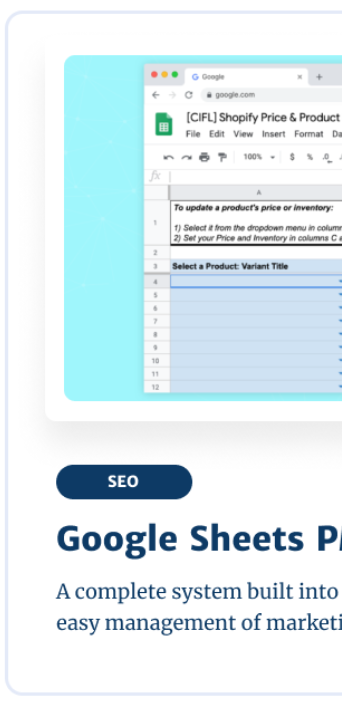 Google × +
google.com
[CIFL] Shopify Price & Product
File Edit View Insert Format Da
100% $ % .0
fx
A
1
To update a product's price or inventory:
1) Select it from the dropdown menu in column
2) Set your Price and Inventory in columns C a
2
3 Select a Product: Variant Title
4
5
6
7
8
9
10
11
12
SEO
Google Sheets P
A complete system built into
easy management of marketi